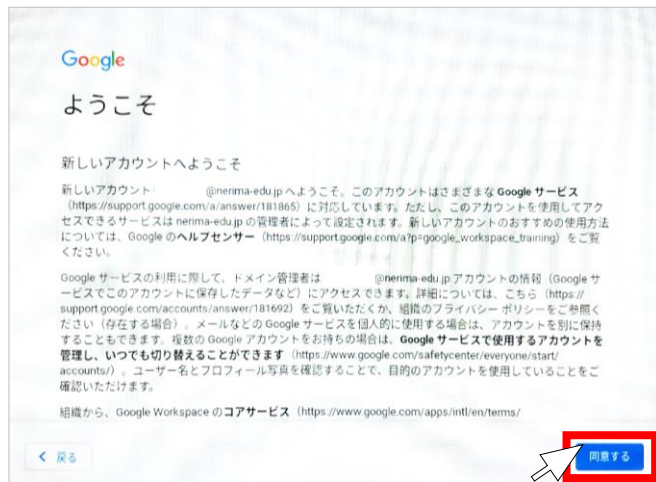 Google
ようこそ
新しいアカウントへようこそ
新しいアカウント @nerima-edu.jp へようこそ。このアカウントはさまざまな Google サービス
（https://support.google.com/a/answer/181865）に対応しています。ただし、このアカウントを使用してアク
セスできるサービスは nerima-edu.jp の管理者によって設定されます。新しいアカウントのおすすめの使用方法
については、Google のヘルプセンター（https://support.google.com/a?p=google_workspace_training）をご覧
ください。
Google サービスの利用に際して、ドメイン管理者は @nerima-edu.jp アカウントの情報（Google サ
ービスでこのアカウントに保存したデータなど）にアクセスできます。詳細については、こちら（https://
support.google.com/accounts/answer/181692）をご覧いただくか、組織のプライバシー ポリシーをご参照く
ださい（存在する場合）。メールなどの Google サービスを個人的に使用する場合は、アカウントを別に保持
することもできます。複数の Google アカウントをお持ちの場合は、Google サービスで使用するアカウントを
管理し、いつでも切り替えることができます（https://www.google.com/safetycenter/everyone/start/
accounts/）。ユーザー名とプロフィール写真を確認することで、目的のアカウントを使用していることをご
確認いただけます。
組織から、Google Workspace のコアサービス（https://www.google.com/apps/intl/en/terms/
戻る
同意する